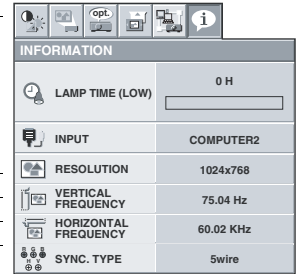 opt.
i
INFORMATION
LAMP TIME (LOW)
0 H
INPUT
COMPUTER2
RESOLUTION
1024x768
VERTICAL
FREQUENCY
75.04 Hz
HORIZONTAL
FREQUENCY
60.02 KHz
SYNC. TYPE
5wire
R G B
H V